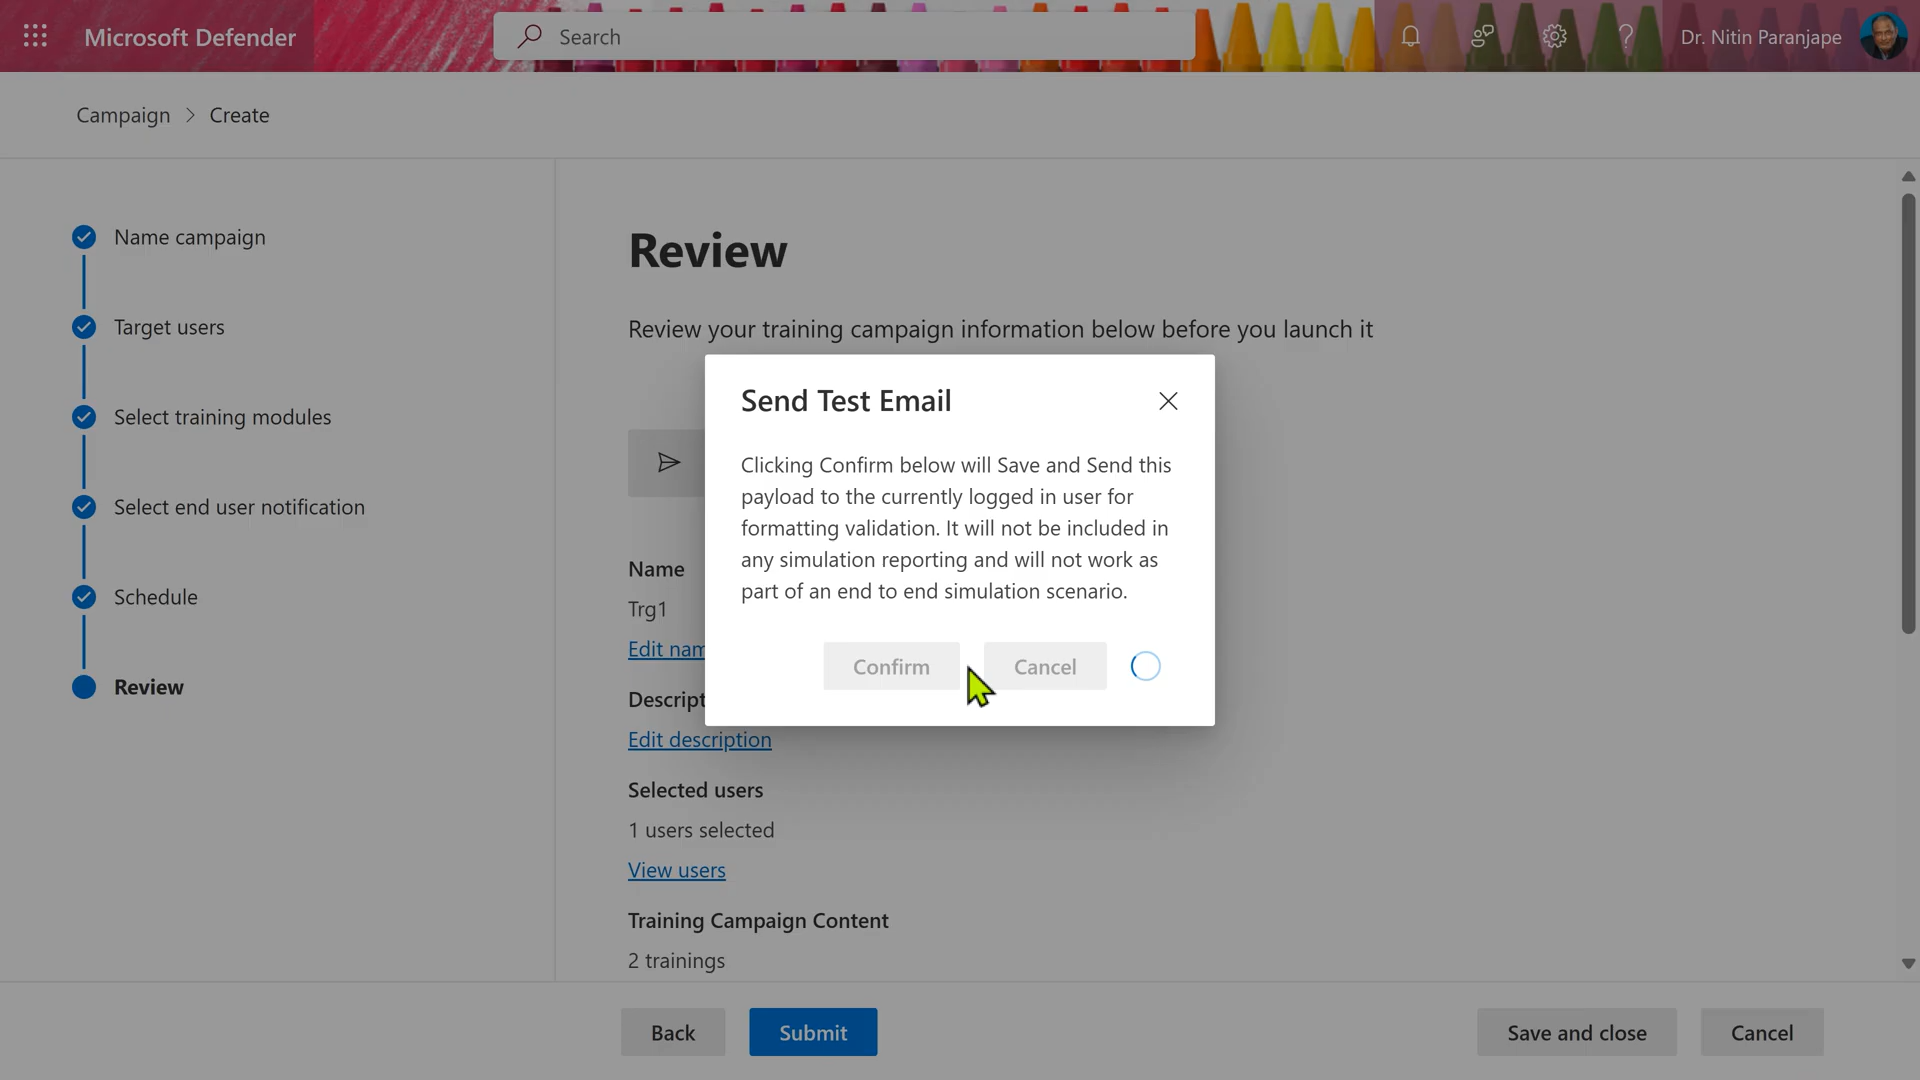 Microsoft Defender
Search
Dr. Nitin Paranjape
Campaign > Create
Name campaign
Target users
Select training modules
Select end user notification
Schedule
Review
Review
Review your training campaign information below before you launch it
Send Test Email
Clicking Confirm below will Save and Send this
payload to the currently logged in user for
formatting validation. It will not be included in
any simulation reporting and will not work as
part of an end to end simulation scenario.
Confirm
Cancel
Name
Trg1
Edit nam
Descript
Edit description
Selected users
1 users selected
View users
Training Campaign Content
2 trainings
Back
Submit
Save and close
Cancel